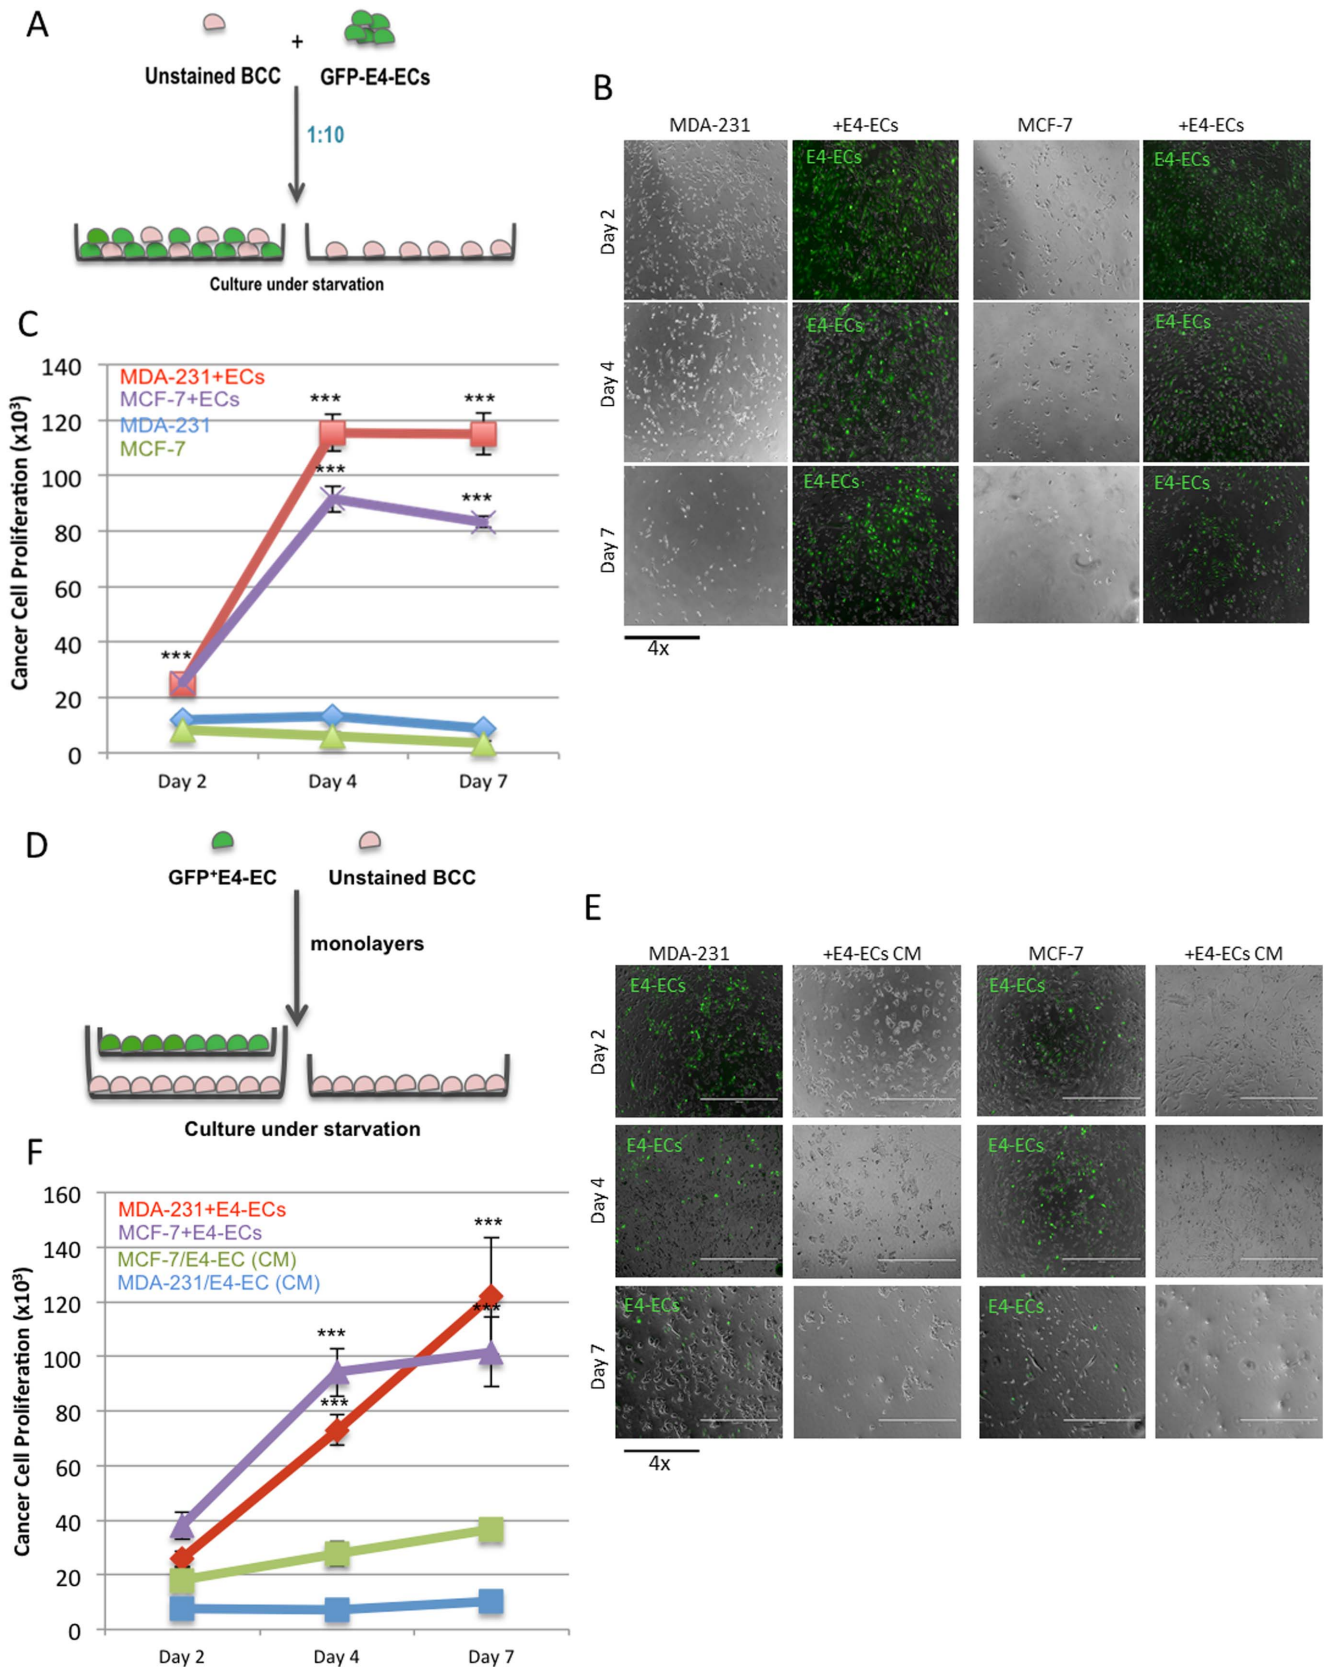 A
+
Unstained BCC GFP-E4-ECs
1:10
Culture under starvation
B
MDA-231 +E4-ECs MCF-7 +E4-ECs
Day 2
E4-ECs E4-ECs
Day 4
E4-ECs E4-ECs
Day 7
E4-ECs E4-ECs
4x
C
Cancer Cell Proliferation (x10³)
140
120
100
80
60
40
20
0
MDA-231+ECs
MCF-7+ECs
MDA-231
MCF-7
*** ***
*** ***
***
Day 2 Day 4 Day 7
D
GFP⁺E4-EC Unstained BCC
monolayers
Culture under starvation
E
MDA-231 +E4-ECs CM MCF-7 +E4-ECs CM
Day 2
E4-ECs E4-ECs
Day 4
E4-ECs E4-ECs
Day 7
E4-ECs E4-ECs
4x
F
Cancer Cell Proliferation (x10³)
160
140
120
100
80
60
40
20
0
MDA-231+E4-ECs
MCF-7+E4-ECs
MCF-7/E4-EC (CM)
MDA-231/E4-EC (CM)
***
***
***
***
Day 2 Day 4 Day 7